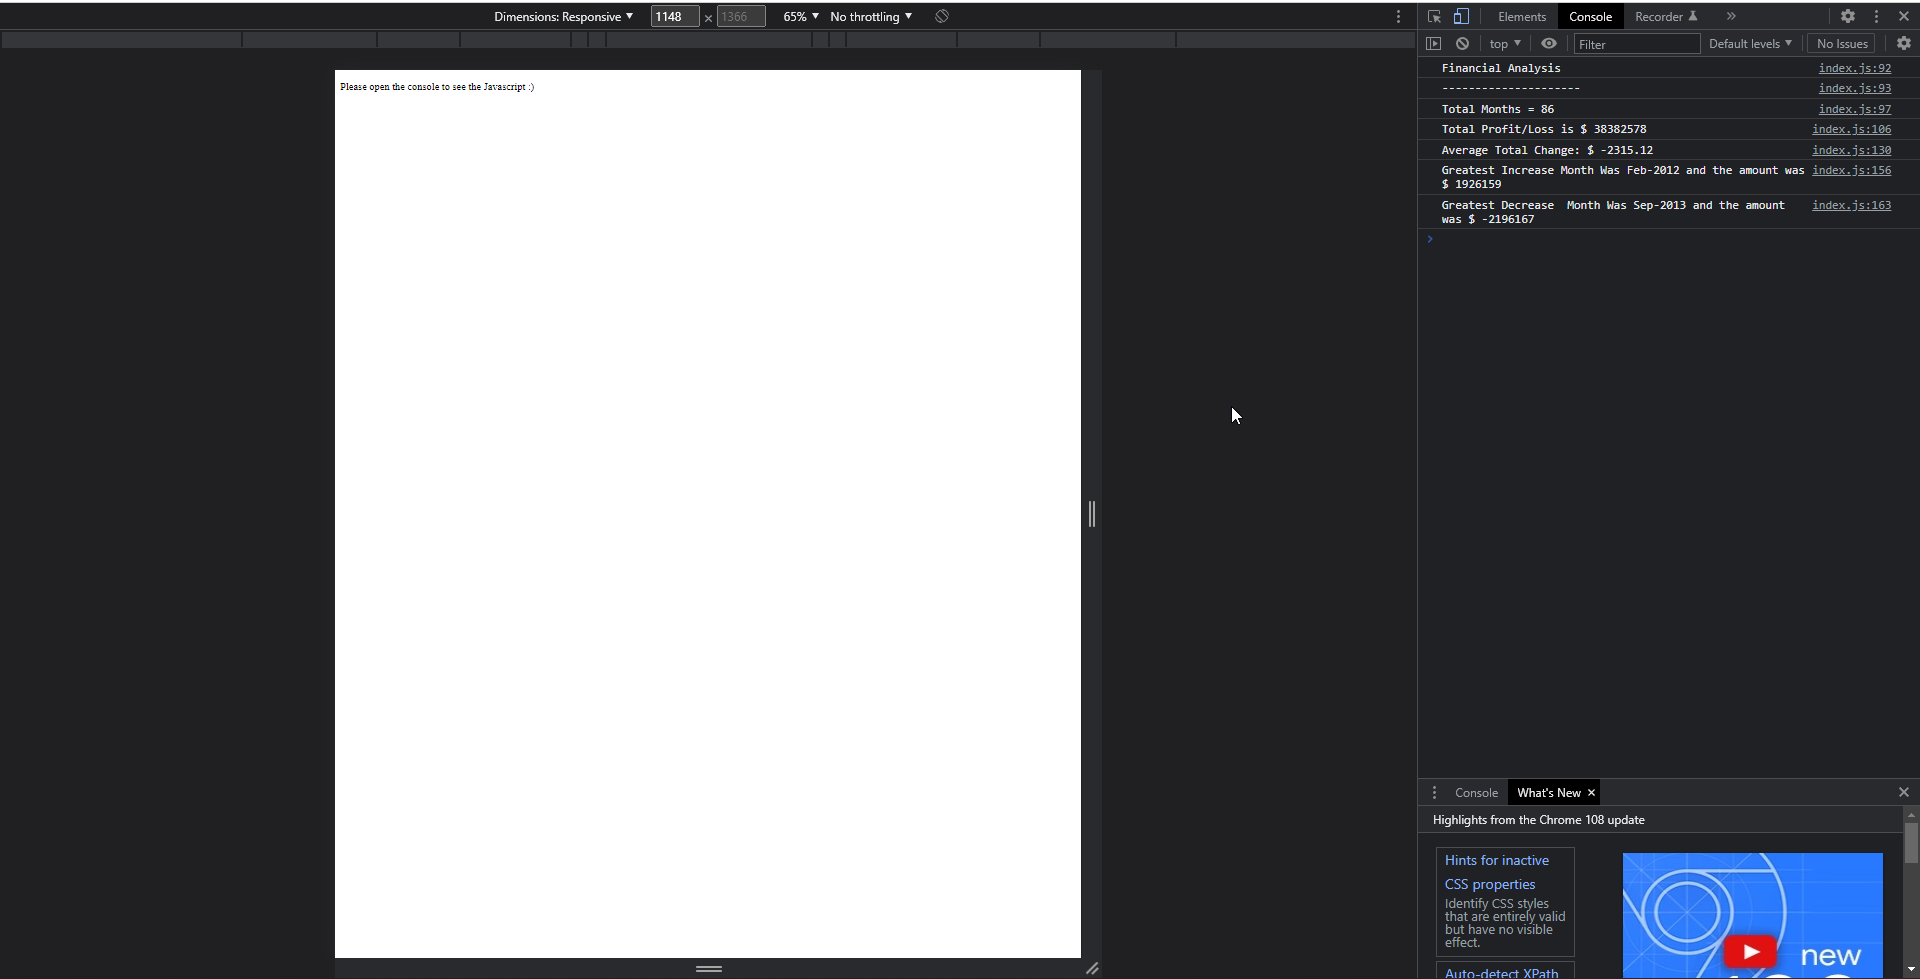 Dimensions: Responsive ▼ 1148 × 1366 65% ▼ No throttling ▼
Elements Console Recorder »
top ▼ Filter Default levels ▼ No Issues
Please open the console to see the Javascript :)
Financial Analysis index.js:92
--------------------- index.js:93
Total Months = 86 index.js:97
Total Profit/Loss is $ 38382578 index.js:106
Average Total Change: $ -2315.12 index.js:130
Greatest Increase Month Was Feb-2012 and the amount was index.js:156
$ 1926159
Greatest Decrease  Month Was Sep-2013 and the amount index.js:163
was $ -2196167
Console What's New ×
Highlights from the Chrome 108 update
Hints for inactive
CSS properties
Identify CSS styles
that are entirely valid
but have no visible
effect.
new
Auto-detect XPath